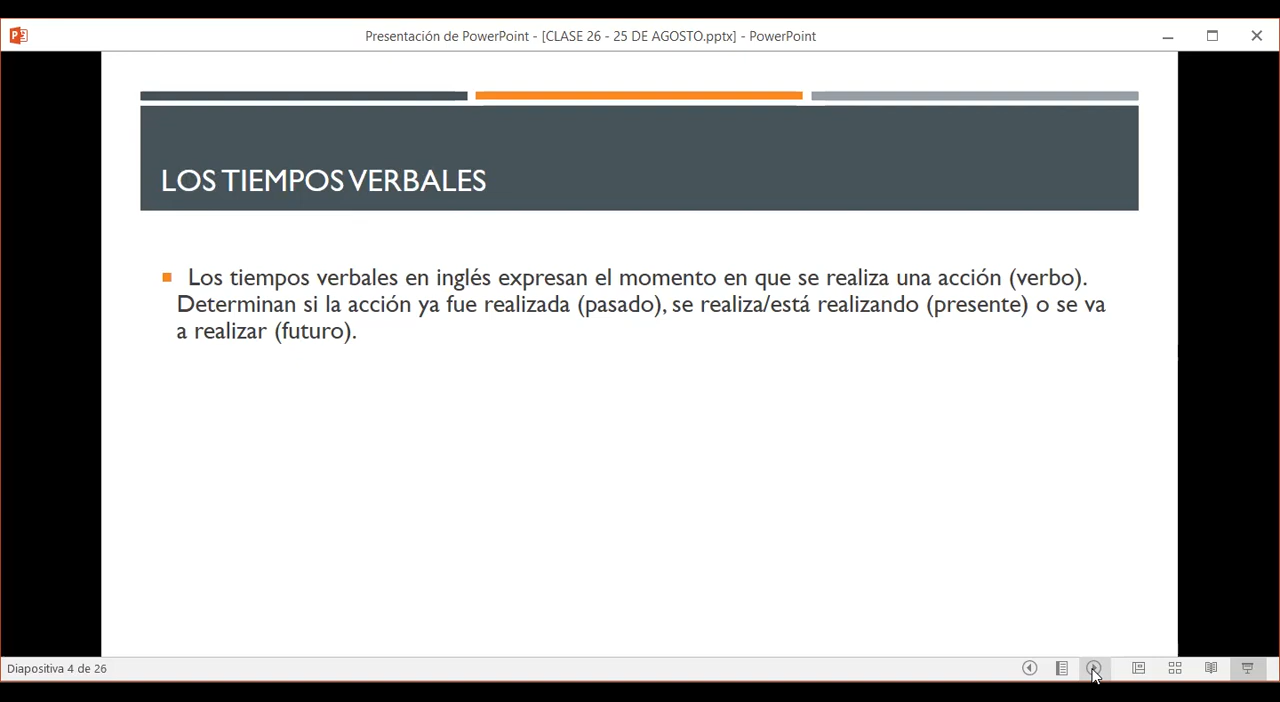 Presentación de PowerPoint - [CLASE 26 - 25 DE AGOSTO.pptx] - PowerPoint
LOS TIEMPOS VERBALES
Los tiempos verbales en inglés expresan el momento en que se realiza una acción (verbo).
Determinan si la acción ya fue realizada (pasado), se realiza/está realizando (presente) o se va
a realizar (futuro).
Diapositiva 4 de 26